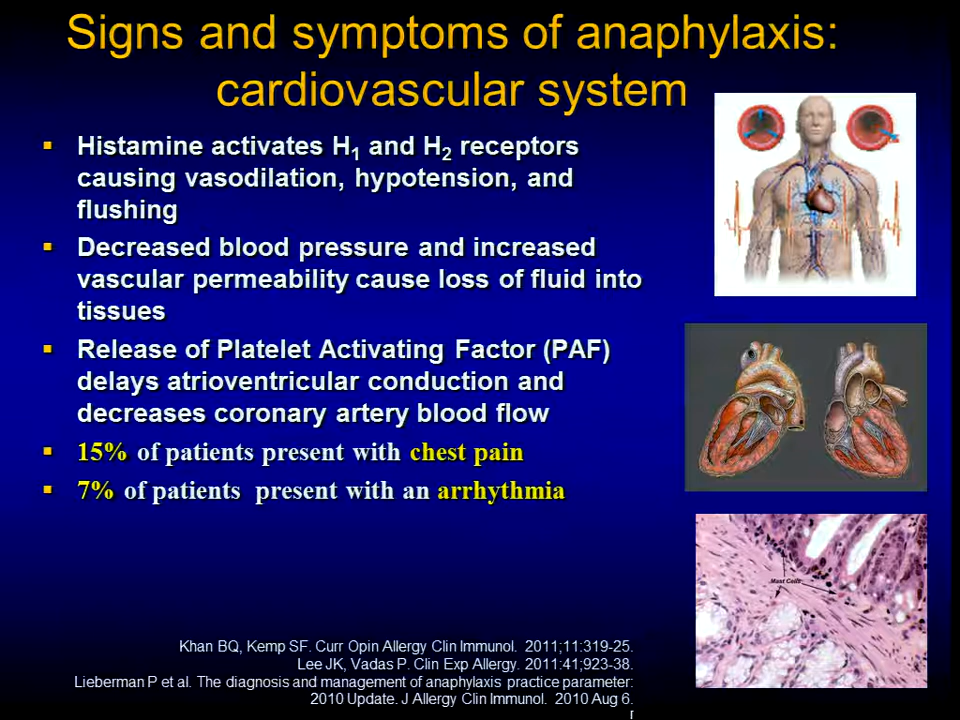 Signs and symptoms of anaphylaxis:
cardiovascular system
▪ Histamine activates H₁ and H₂ receptors
causing vasodilation, hypotension, and
flushing
▪ Decreased blood pressure and increased
vascular permeability cause loss of fluid into
tissues
▪ Release of Platelet Activating Factor (PAF)
delays atrioventricular conduction and
decreases coronary artery blood flow
▪ 15% of patients present with chest pain
▪ 7% of patients  present with an arrhythmia
Mast Cells
Khan BQ, Kemp SF. Curr Opin Allergy Clin Immunol.  2011;11:319-25.
Lee JK, Vadas P. Clin Exp Allergy. 2011:41;923-38.
Lieberman P et al. The diagnosis and management of anaphylaxis practice parameter:
2010 Update. J Allergy Clin Immunol.  2010 Aug 6.